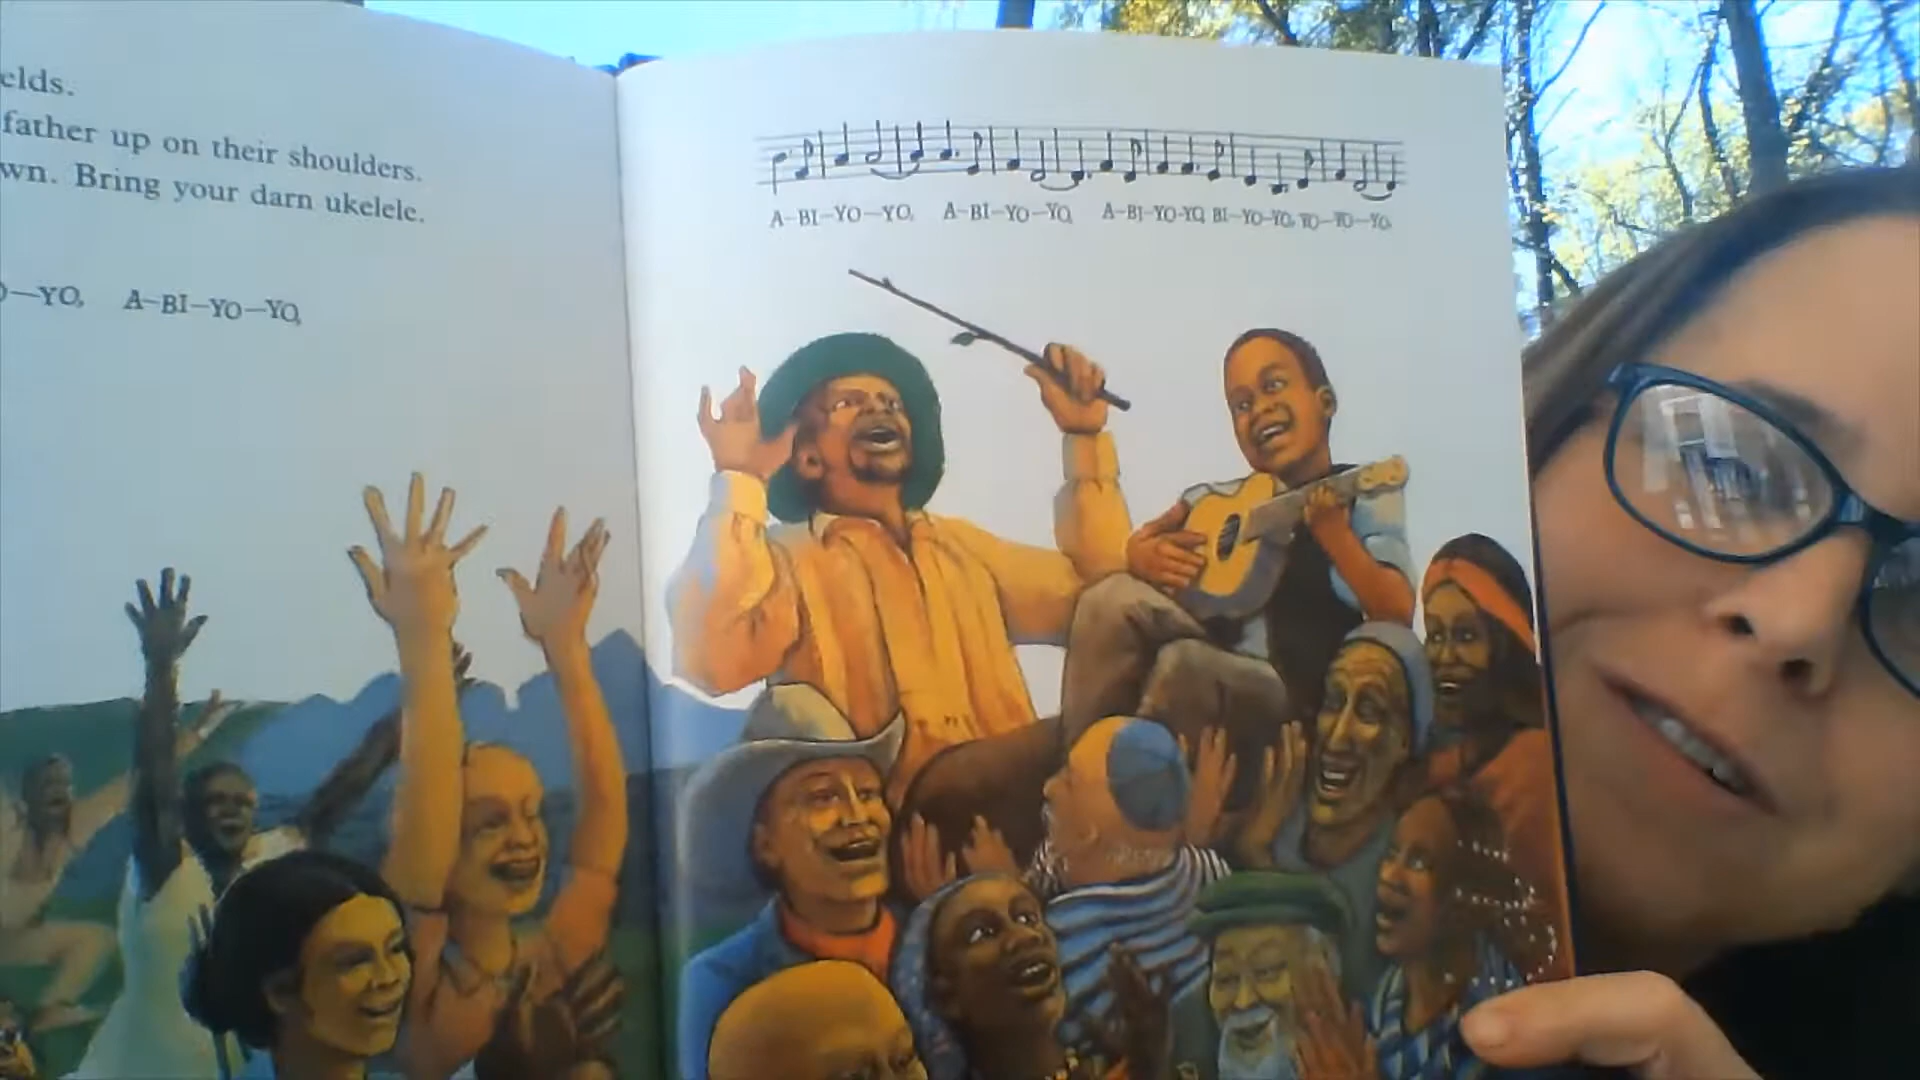 elds.
father up on their shoulders.
wn. Bring your darn ukelele.
O—YO, A—BI—YO—YO,
A—BI—YO—YO, A—BI—YO—YO, A—BI—YO-YO, BI—YO—YO, YO—YO—YO,